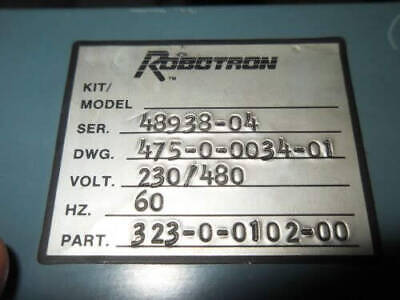 ROBOTRON
TM
KIT/
MODEL
SER. 48938-04
DWG. 475-0-0034-01
VOLT. 230/480
HZ. 60
PART. 323-0-0102-00